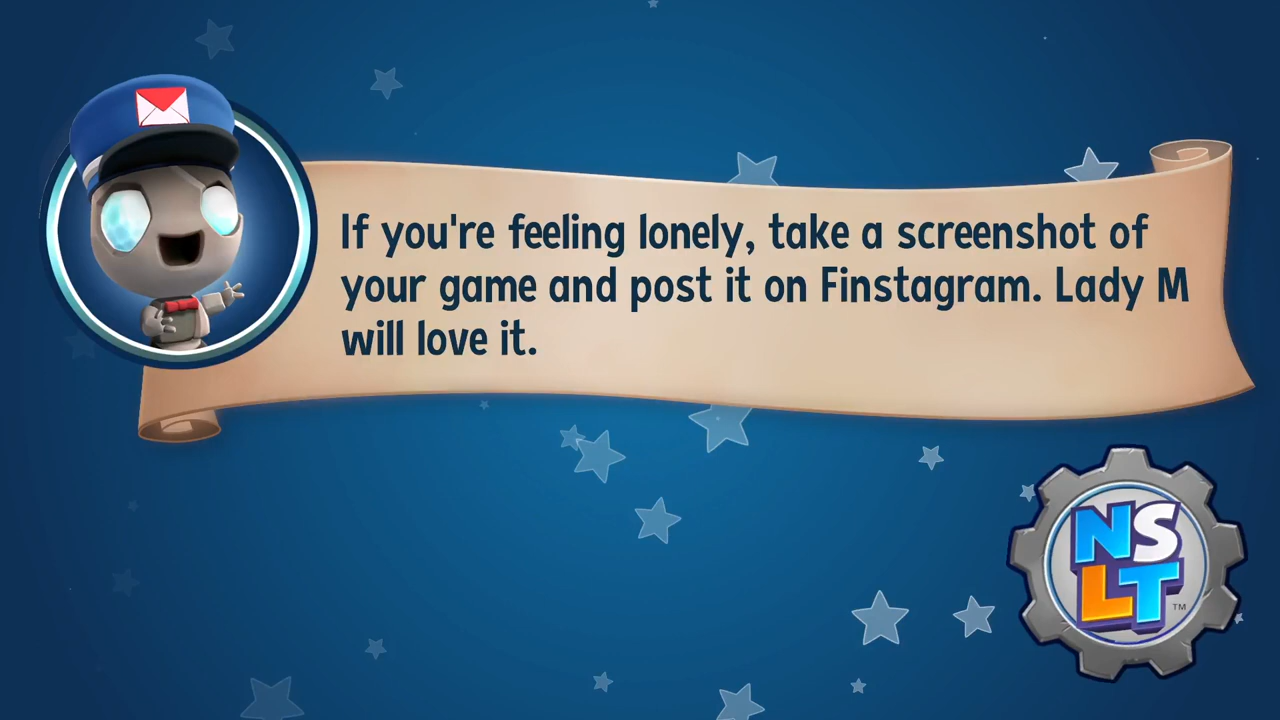 If you're feeling lonely, take a screenshot of
your game and post it on Finstagram. Lady M
will love it.
NS
LT
TM